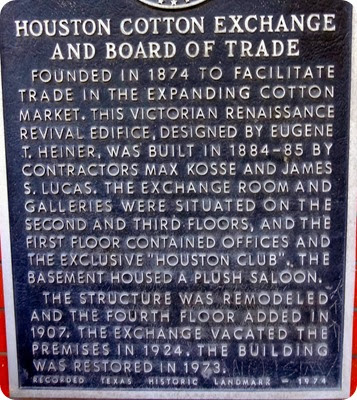 HOUSTON COTTON EXCHANGE
AND BOARD OF TRADE
FOUNDED IN 1874 TO FACILITATE
TRADE IN THE EXPANDING COTTON
MARKET. THIS VICTORIAN RENAISSANCE
REVIVAL EDIFICE, DESIGNED BY EUGENE
T. HEINER, WAS BUILT IN 1884-85 BY
CONTRACTORS MAX KOSSE AND JAMES
S. LUCAS. THE EXCHANGE ROOM AND
GALLERIES WERE SITUATED ON THE
SECOND AND THIRD FLOORS, AND THE
FIRST FLOOR CONTAINED OFFICES AND
THE EXCLUSIVE "HOUSTON CLUB". THE
BASEMENT HOUSED A PLUSH SALOON.
THE STRUCTURE WAS REMODELED
AND THE FOURTH FLOOR ADDED IN
1907. THE EXCHANGE VACATED THE
PREMISES IN 1924. THE BUILDING
WAS RESTORED IN 1973.
RECORDED TEXAS HISTORIC LANDMARK - 1974